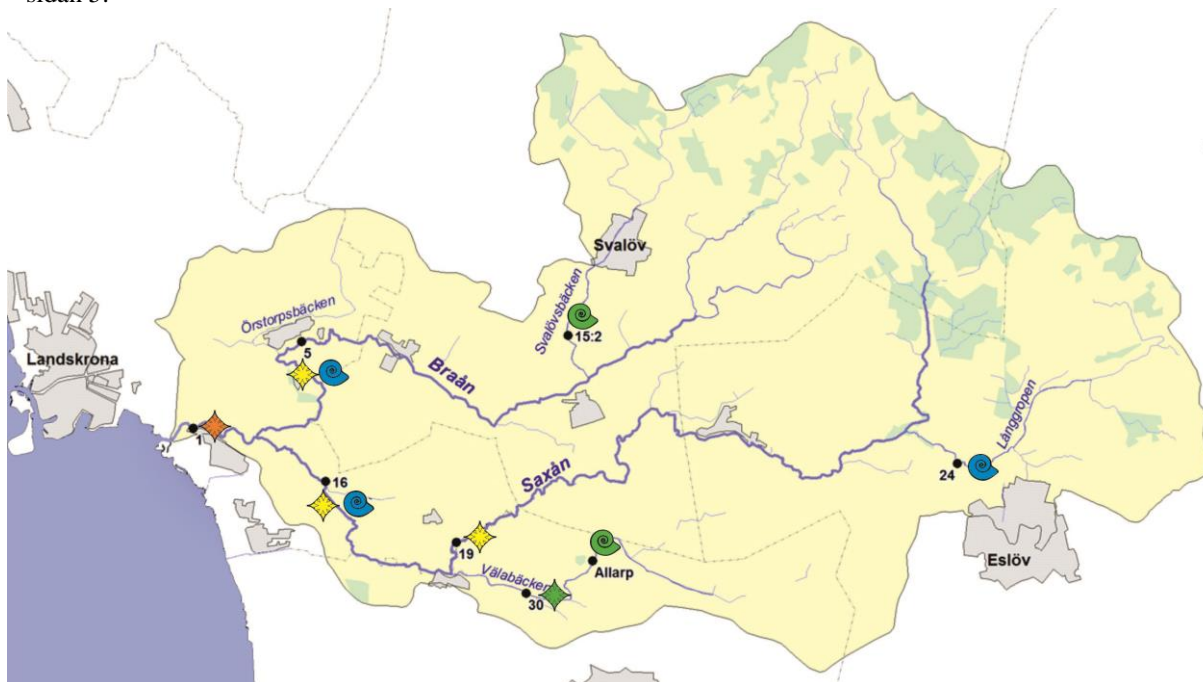 sidan 5.
Svalöv
Örstorpsbäcken
Svalövsbäcken
15:2
5
Landskrona
Braån
Långgropen
1
24
16
Saxån
19
Eslöv
Allarp
Välabäcken
30